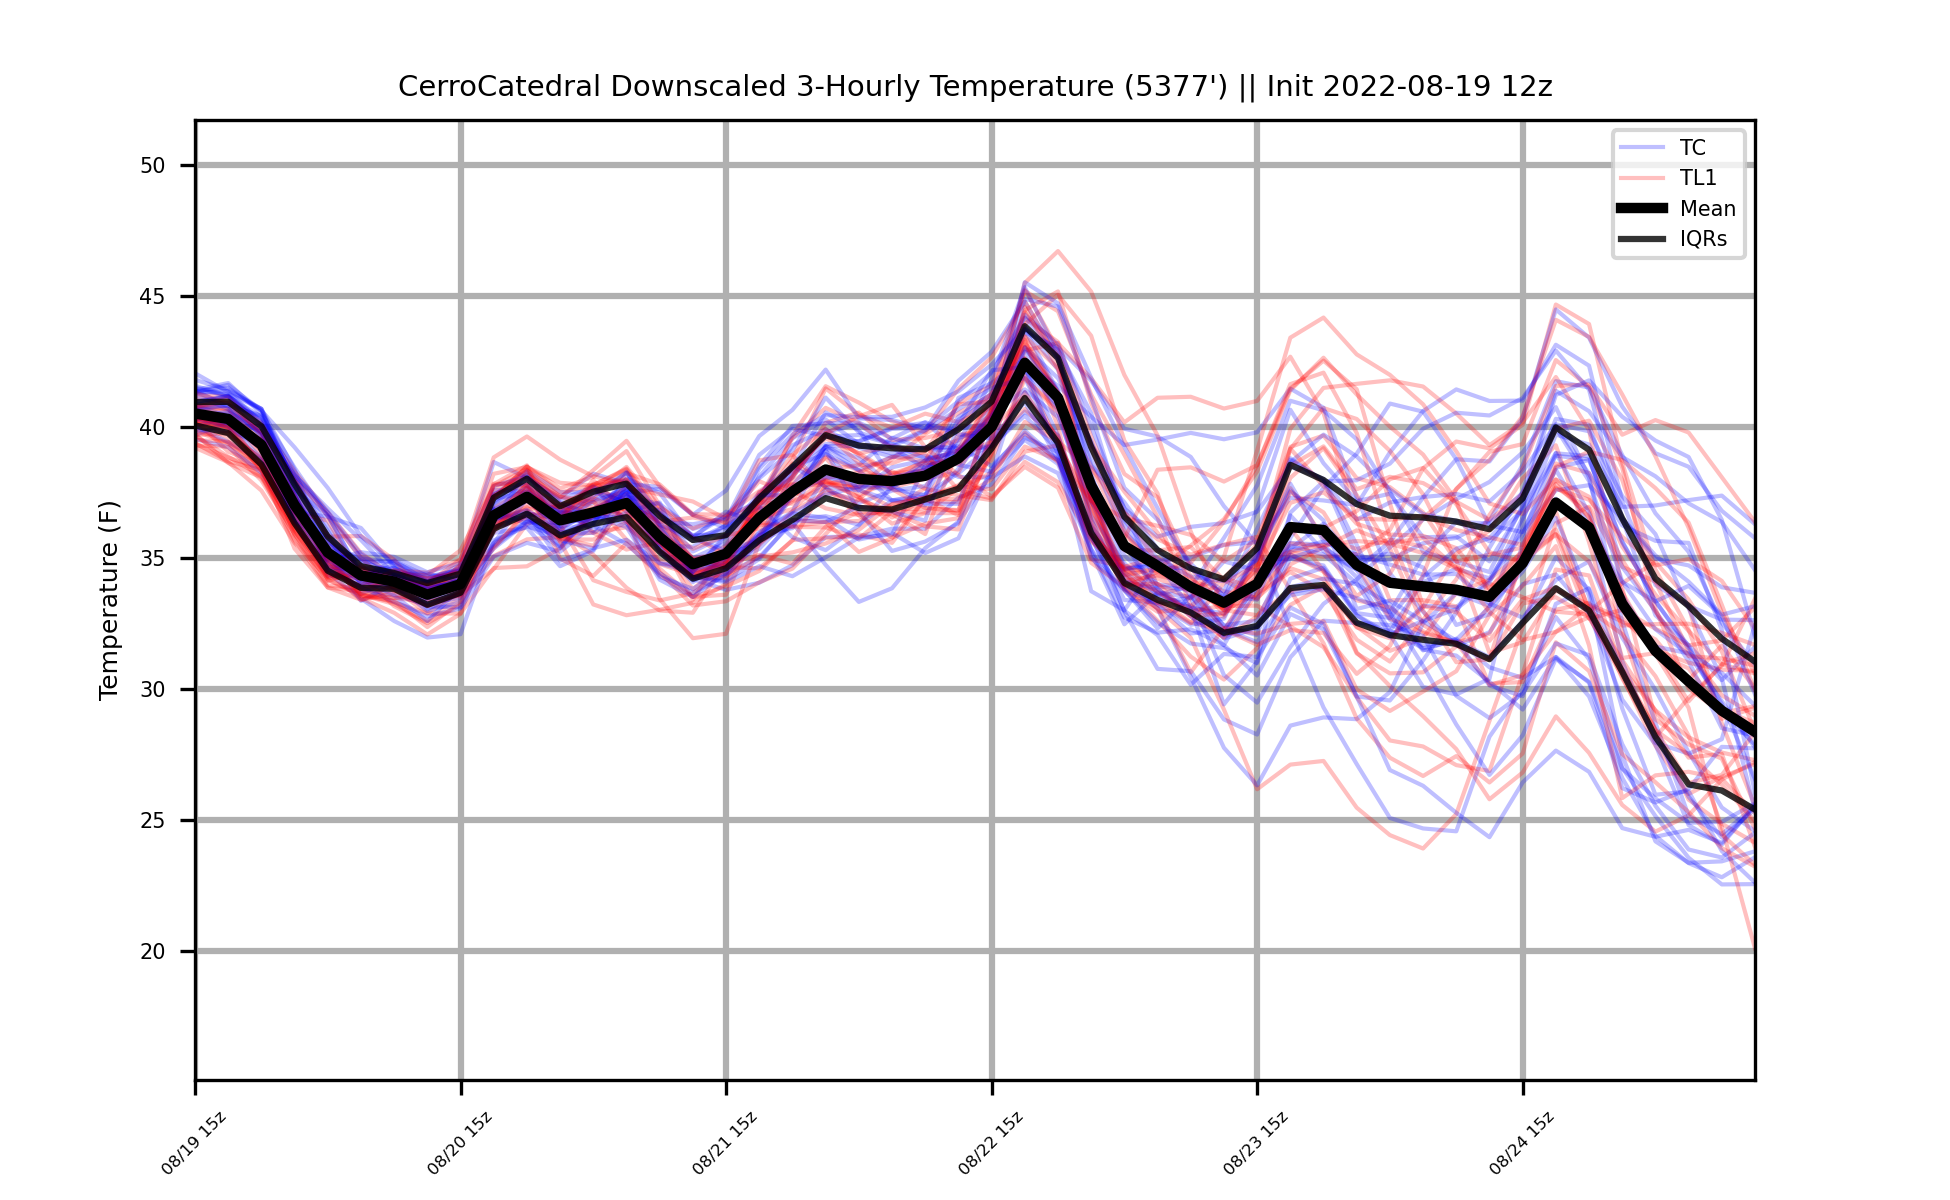 CerroCatedral Downscaled 3-Hourly Temperature (5377') || Init 2022-08-19 12z
TC
TL1
Mean
IQRs
Temperature (F)
50
45
40
35
30
25
20
08/19 15z
08/20 15z
08/21 15z
08/22 15z
08/23 15z
08/24 15z